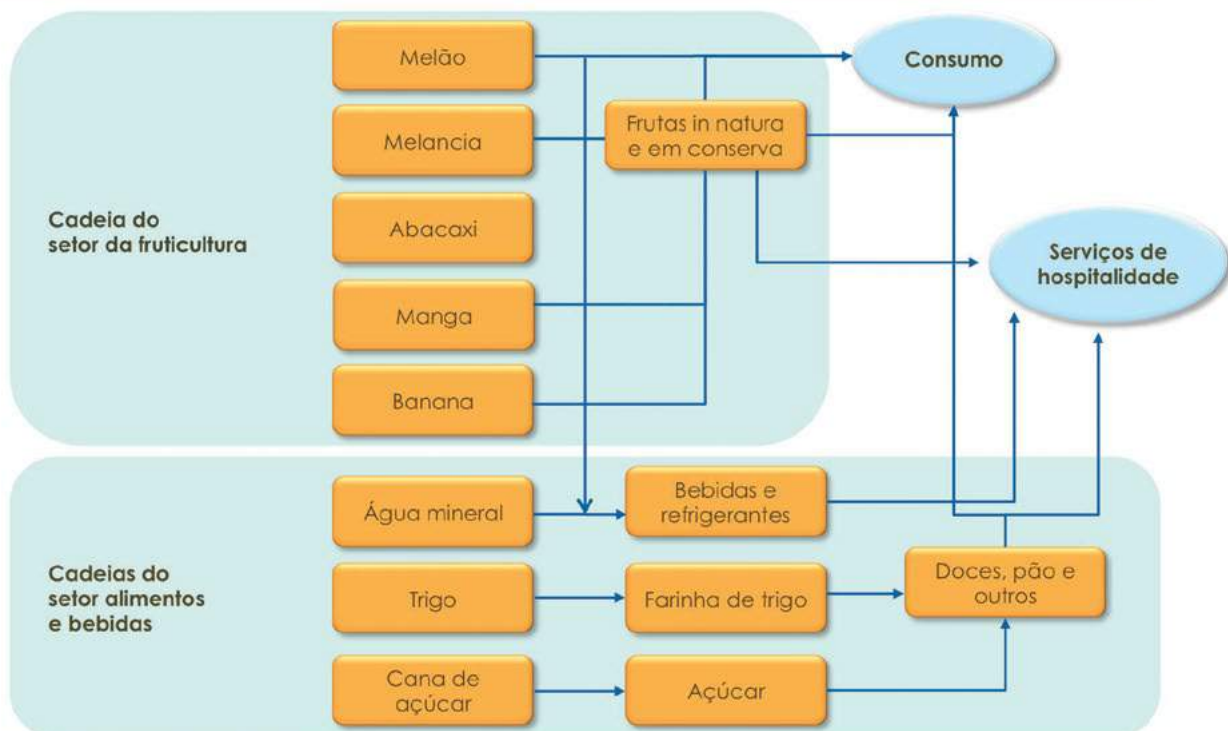 Melão
Consumo
Melancia
Frutas in natura
e em conserva
Cadeia do
setor da fruticultura
Abacaxi
Serviços de
hospitalidade
Manga
Banana
Água mineral
Bebidas e
refrigerantes
Cadeias do
setor alimentos
e bebidas
Trigo
Farinha de trigo
Doces, pão e
outros
Cana de
açúcar
Açúcar